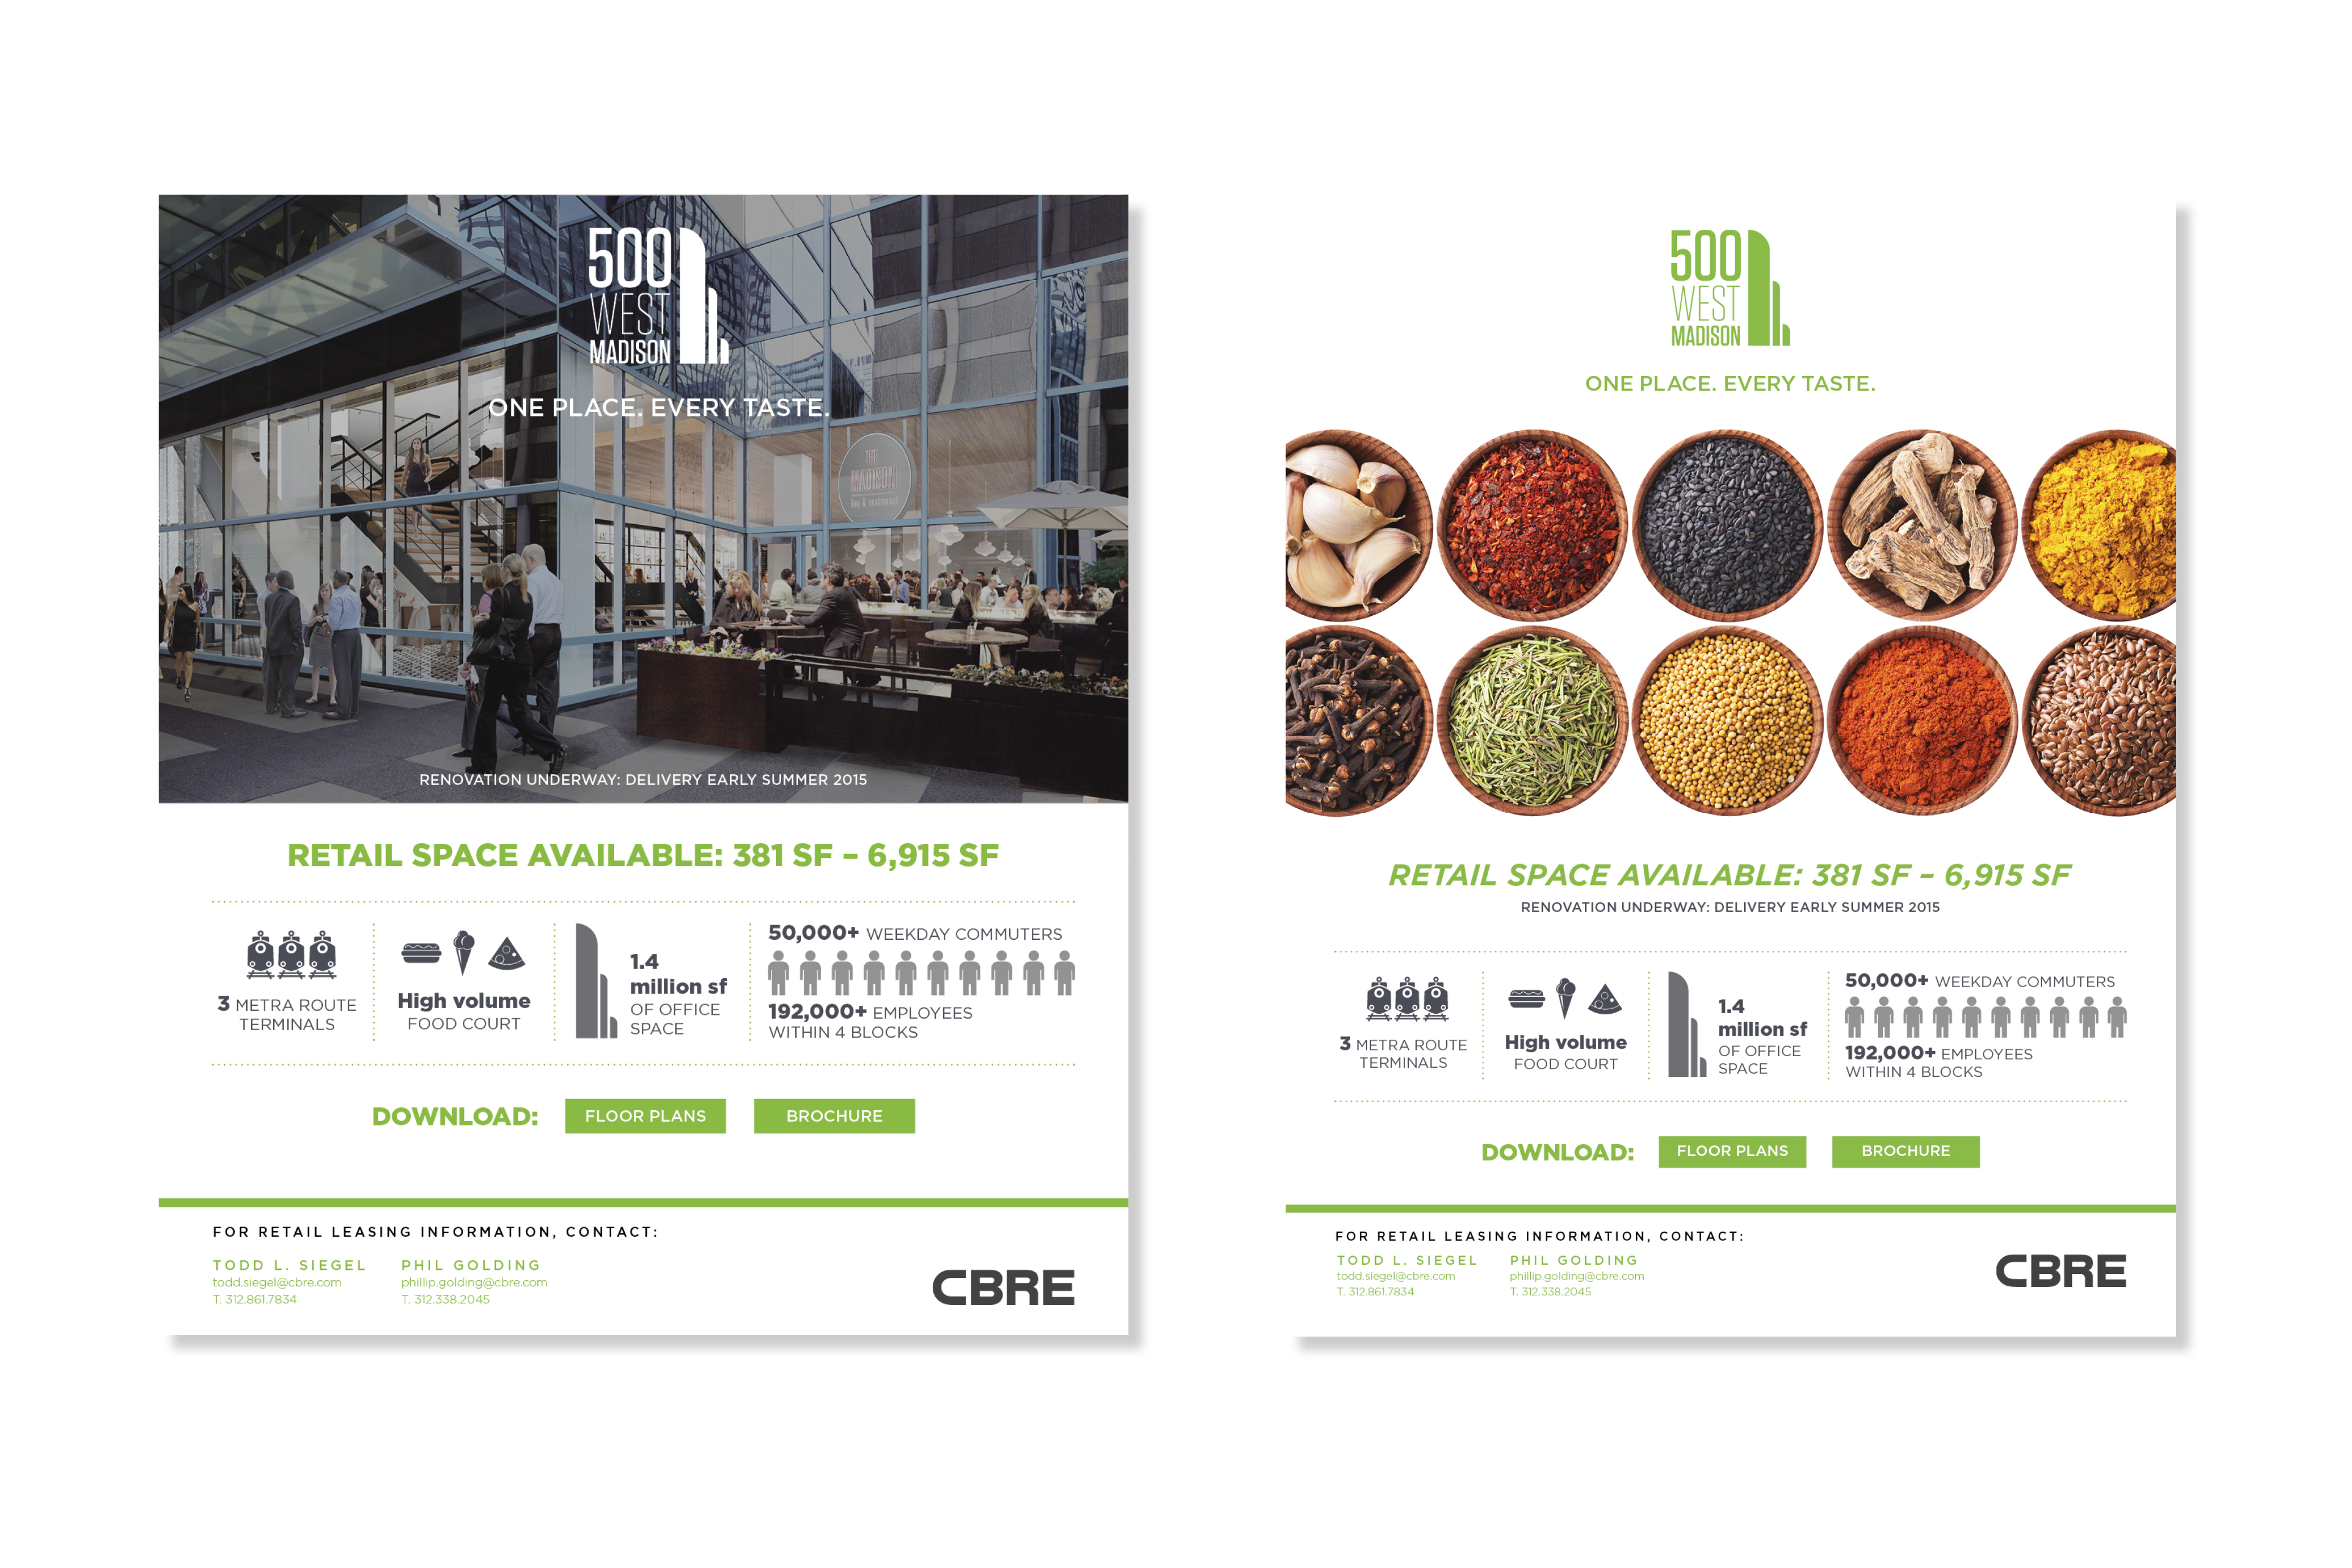 500
WEST
MADISON
ONE PLACE. EVERY TASTE.
THE
MADISON
BAR & RESTAURANT
RENOVATION UNDERWAY: DELIVERY EARLY SUMMER 2015
RETAIL SPACE AVAILABLE: 381 SF – 6,915 SF
3 METRA ROUTE
TERMINALS
High volume
FOOD COURT
1.4
million sf
OF OFFICE
SPACE
50,000+ WEEKDAY COMMUTERS
192,000+ EMPLOYEES
WITHIN 4 BLOCKS
DOWNLOAD:
FLOOR PLANS
BROCHURE
FOR RETAIL LEASING INFORMATION, CONTACT:
TODD L. SIEGEL
todd.siegel@cbre.com
T. 312.861.7834
PHIL GOLDING
phillip.golding@cbre.com
T. 312.338.2045
CBRE
500
WEST
MADISON
ONE PLACE. EVERY TASTE.
RETAIL SPACE AVAILABLE: 381 SF – 6,915 SF
RENOVATION UNDERWAY: DELIVERY EARLY SUMMER 2015
3 METRA ROUTE
TERMINALS
High volume
FOOD COURT
1.4
million sf
OF OFFICE
SPACE
50,000+ WEEKDAY COMMUTERS
192,000+ EMPLOYEES
WITHIN 4 BLOCKS
DOWNLOAD:
FLOOR PLANS
BROCHURE
FOR RETAIL LEASING INFORMATION, CONTACT:
TODD L. SIEGEL
todd.siegel@cbre.com
T. 312.861.7834
PHIL GOLDING
phillip.golding@cbre.com
T. 312.338.2045
CBRE